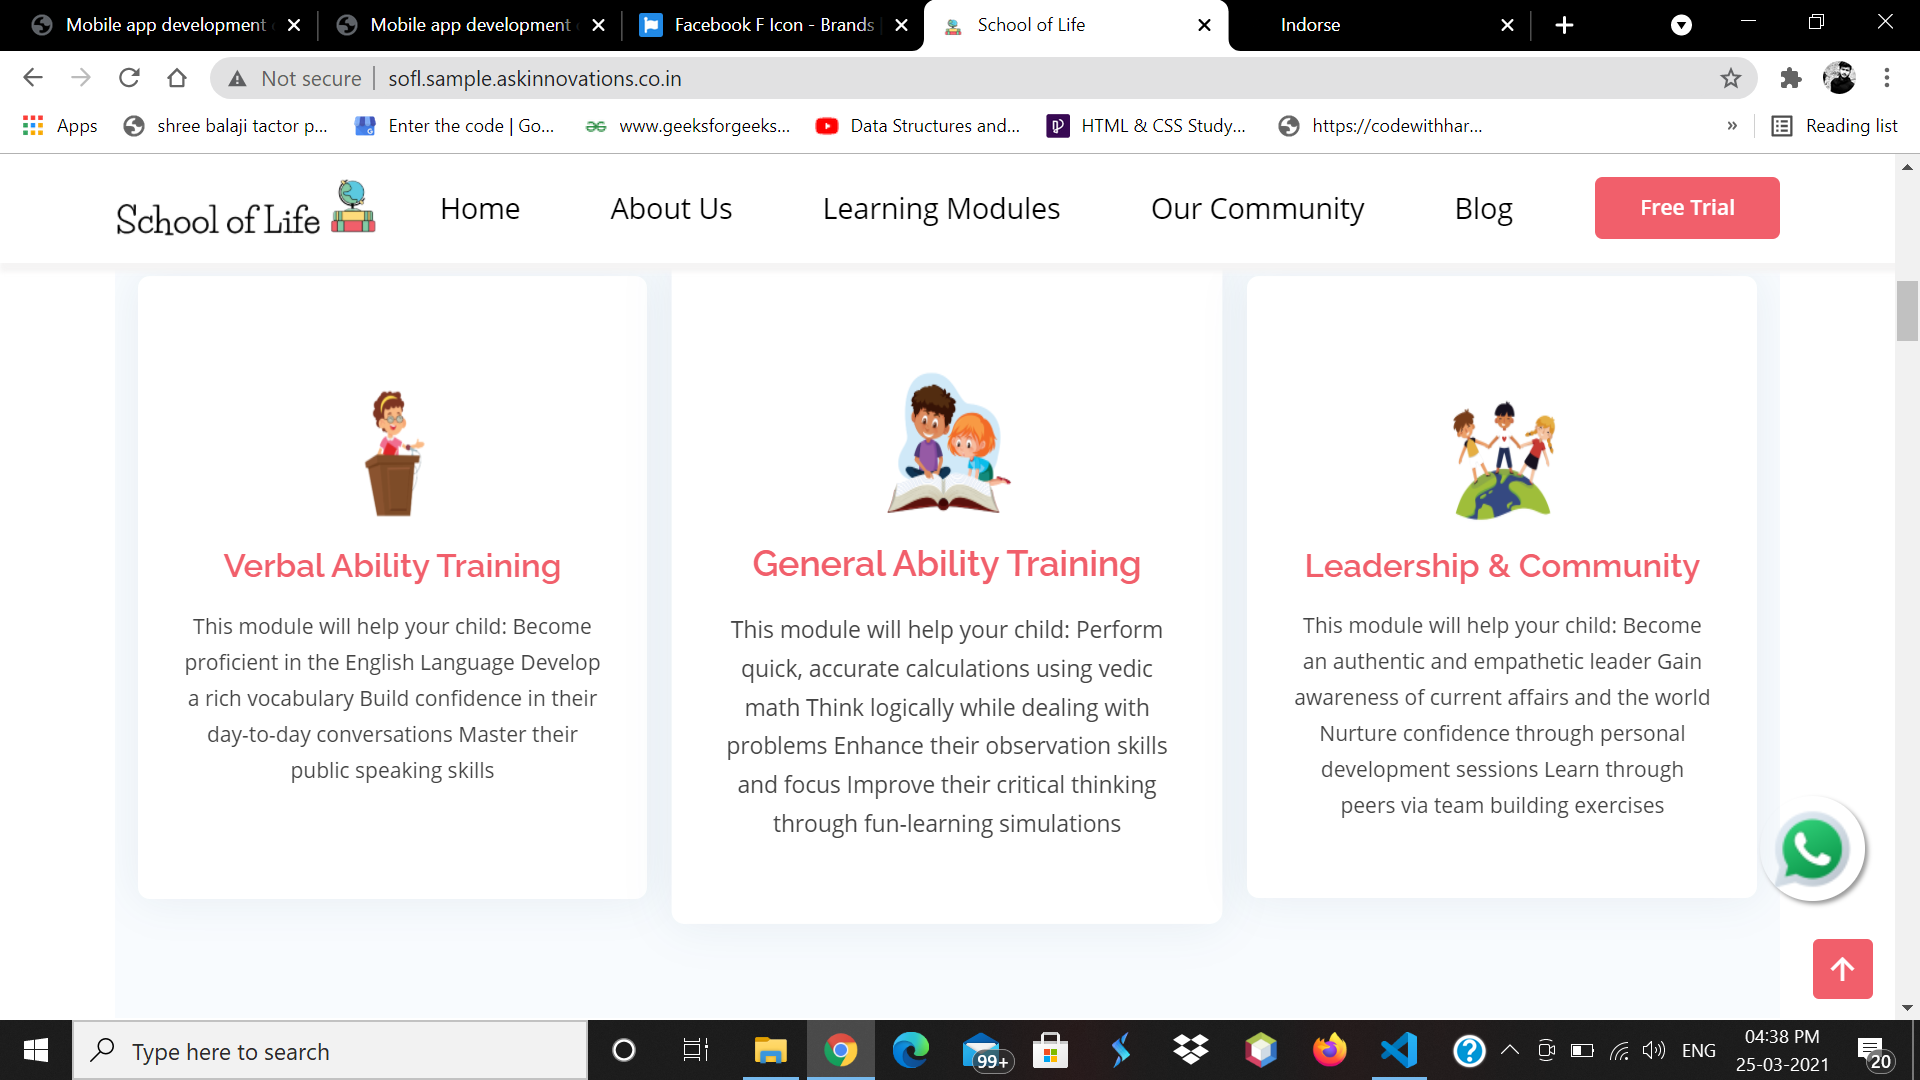 Mobile app development
Mobile app development
Facebook F Icon - Brands
School of Life
Indorse
Not secure
sofl.sample.askinnovations.co.in
Apps
shree balaji tactor p...
Enter the code | Go...
www.geeksforgeeks...
Data Structures and...
HTML & CSS Study...
https://codewithhar...
»
Reading list
School of Life
Home
About Us
Learning Modules
Our Community
Blog
Free Trial
Verbal Ability Training
This module will help your child: Become
proficient in the English Language Develop
a rich vocabulary Build confidence in their
day-to-day conversations Master their
public speaking skills
General Ability Training
This module will help your child: Perform
quick, accurate calculations using vedic
math Think logically while dealing with
problems Enhance their observation skills
and focus Improve their critical thinking
through fun-learning simulations
Leadership & Community
This module will help your child: Become
an authentic and empathetic leader Gain
awareness of current affairs and the world
Nurture confidence through personal
development sessions Learn through
peers via team building exercises
Type here to search
99+
ENG
04:38 PM
25-03-2021
20